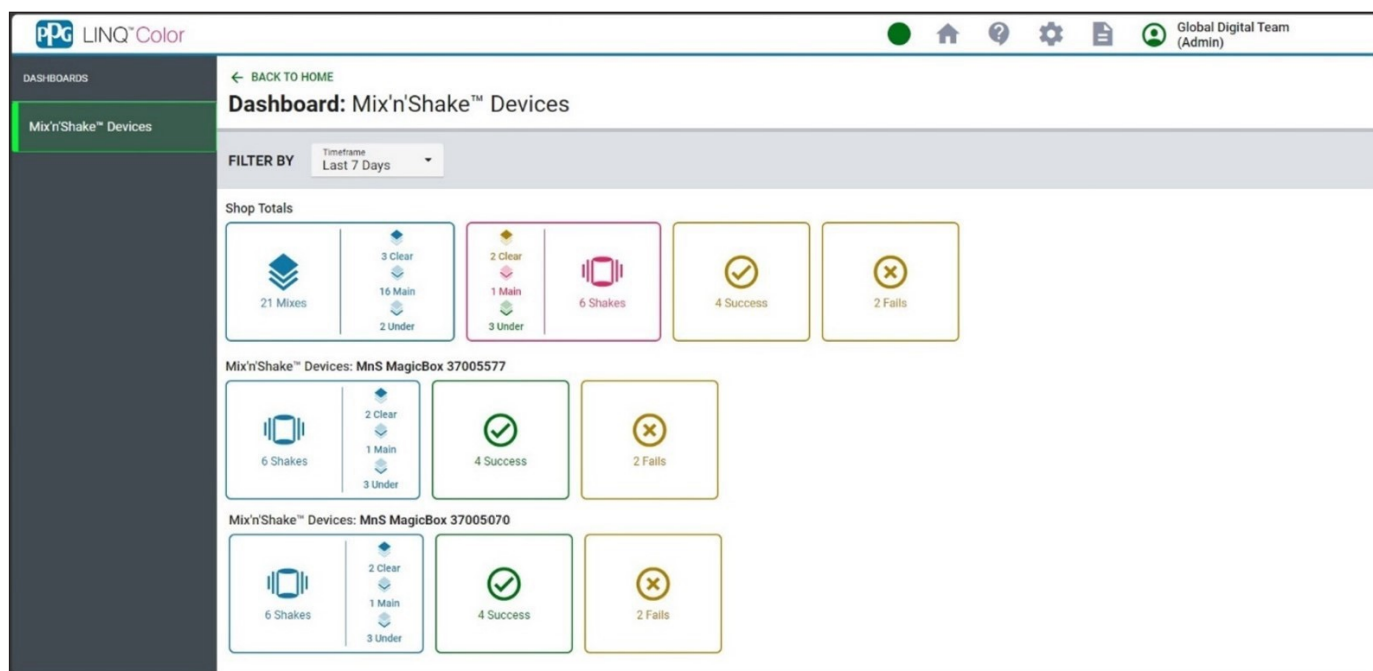 PPG LINQ™Color
Global Digital Team
(Admin)
DASHBOARDS
Mix'n'Shake™ Devices
← BACK TO HOME
Dashboard: Mix'n'Shake™ Devices
FILTER BY
Timeframe
Last 7 Days
Shop Totals
21 Mixes
3 Clear
16 Main
2 Under
2 Clear
1 Main
3 Under
6 Shakes
4 Success
2 Fails
Mix'n'Shake™ Devices: MnS MagicBox 37005577
6 Shakes
2 Clear
1 Main
3 Under
4 Success
2 Fails
Mix'n'Shake™ Devices: MnS MagicBox 37005070
6 Shakes
2 Clear
1 Main
3 Under
4 Success
2 Fails